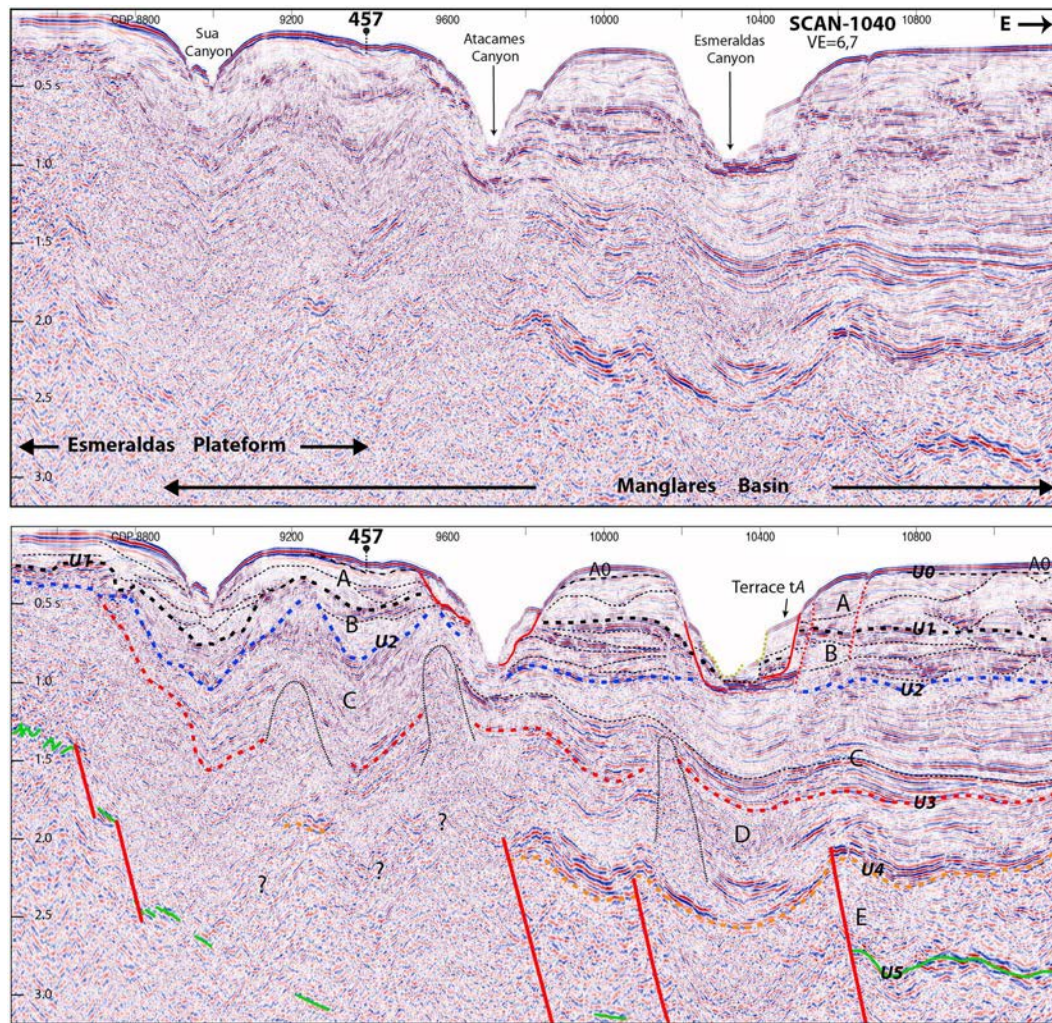 CDP 8800 9200 457 9600 10000 10400 SCAN-1040 10800 E
VE=6,7
Sua
Canyon
Atacames
Canyon
Esmeraldas
Canyon
0.5 s
1.0
1.5
2.0
2.5
Esmeraldas Plateform
3.0
Manglares Basin
457
CDP 8800 9200 9600 10000 10400 10800
U1 A A0 U0 A0
Terrace tA
0.5 s B A U1
U2 B
1.0 C U2
1.5 C
U3
2.0 ? D
? ? U4
2.5 E
U5
3.0